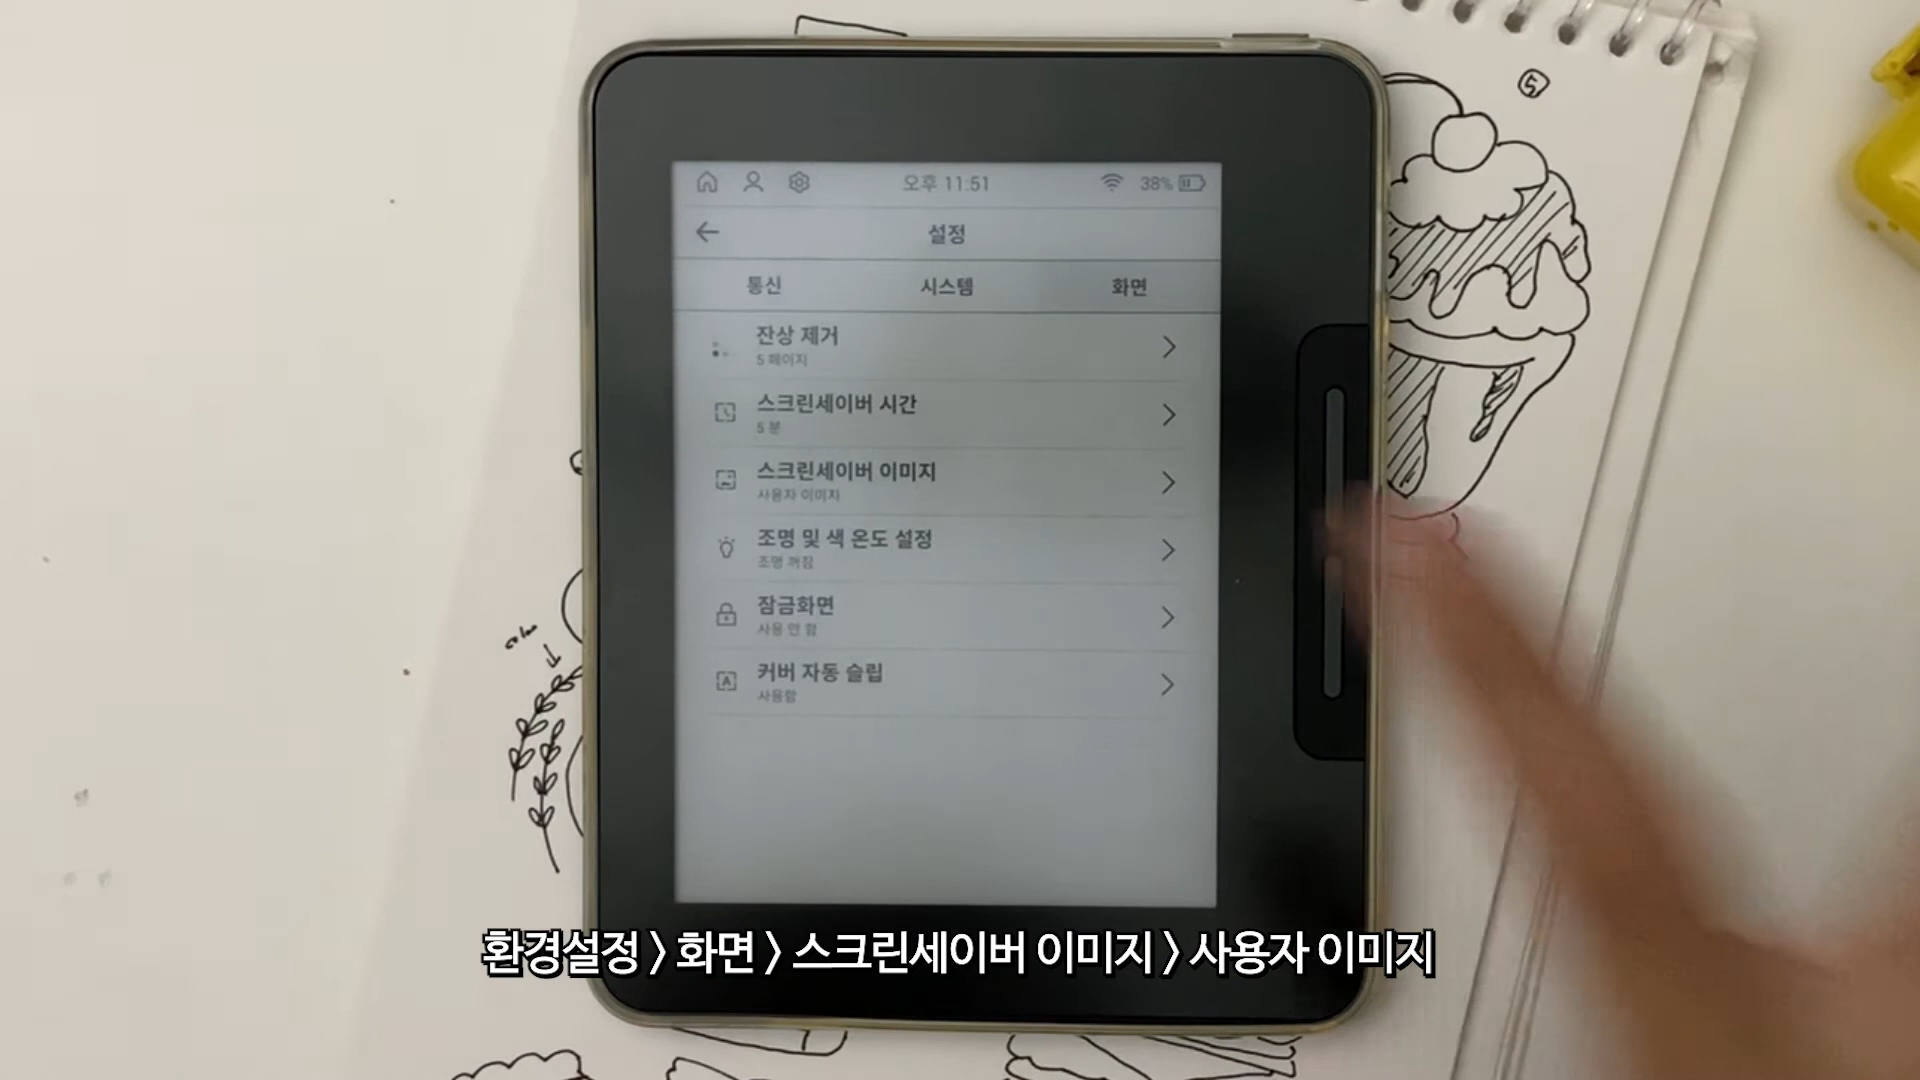 오후 11:51 38%
설정
통신 시스템 화면
잔상 제거
5 페이지
스크린세이버 시간
5 분
스크린세이버 이미지
사용자 이미지
조명 및 색 온도 설정
조명 꺼짐
잠금화면
사용 안 함
커버 자동 슬립
사용함
환경설정 > 화면 > 스크린세이버 이미지 > 사용자 이미지
5
color